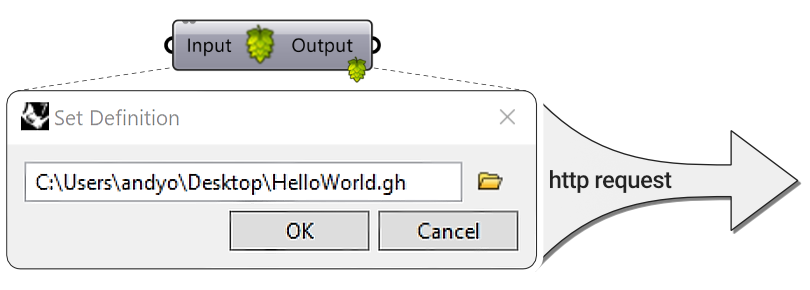 Input Output
Set Definition
C:\Users\andyo\Desktop\HelloWorld.gh
OK Cancel
http request